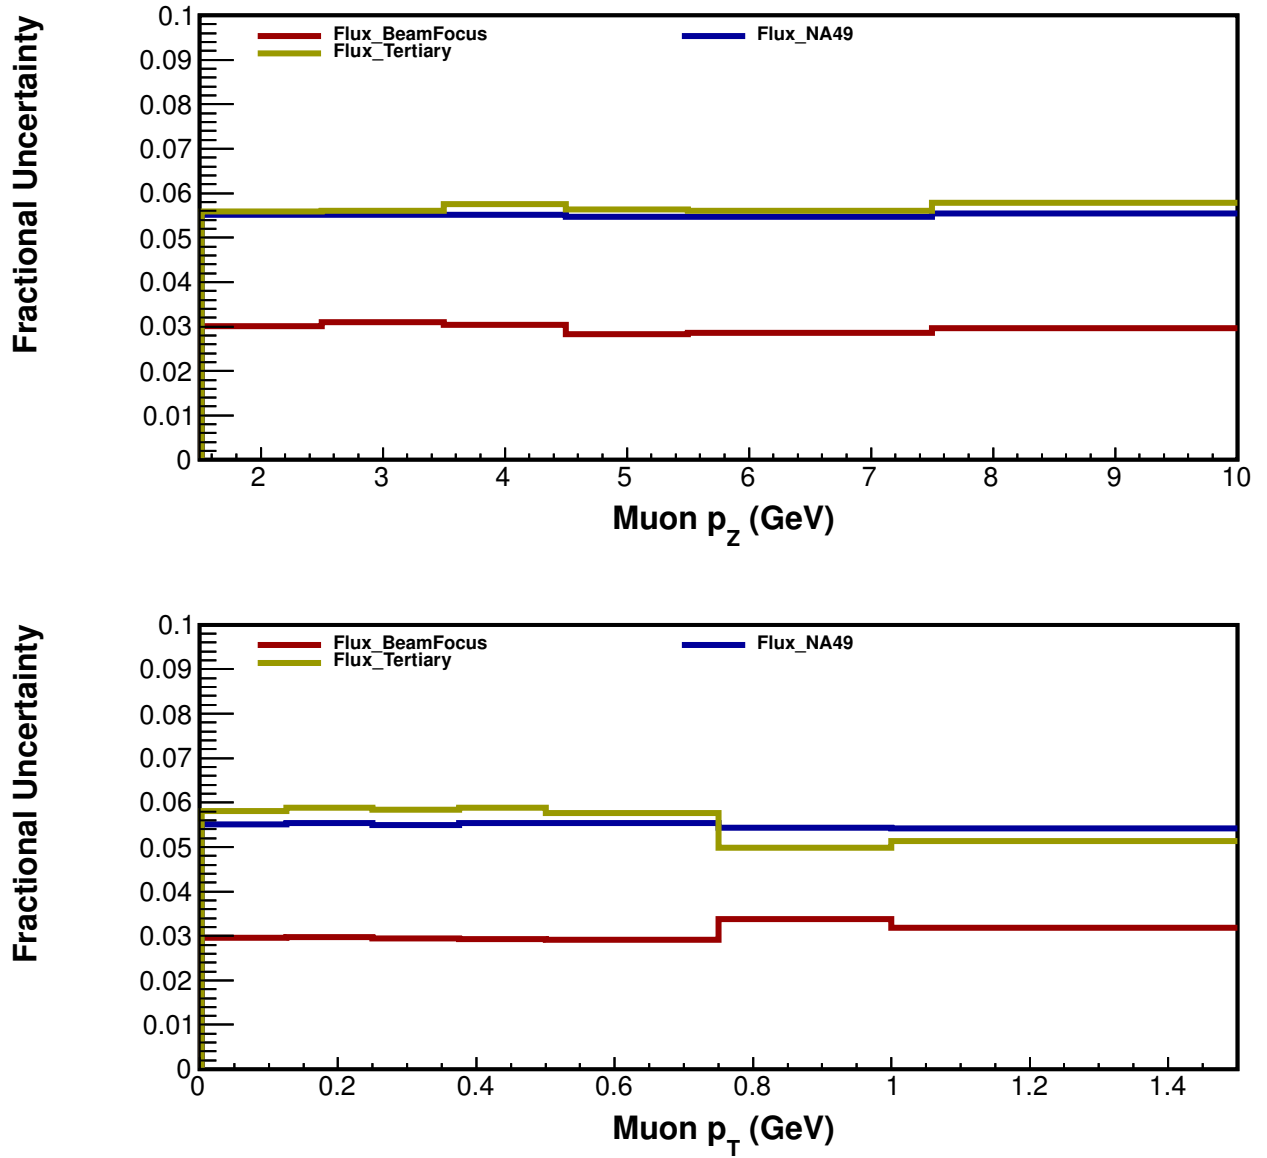 Fractional Uncertainty
0.1
0.09
0.08
0.07
0.06
0.05
0.04
0.03
0.02
0.01
0
Flux_BeamFocus
Flux_NA49
Flux_Tertiary
2 3 4 5 6 7 8 9 10
Muon p_Z (GeV)
Fractional Uncertainty
0.1
0.09
0.08
0.07
0.06
0.05
0.04
0.03
0.02
0.01
0
Flux_BeamFocus
Flux_NA49
Flux_Tertiary
0 0.2 0.4 0.6 0.8 1 1.2 1.4
Muon p_T (GeV)